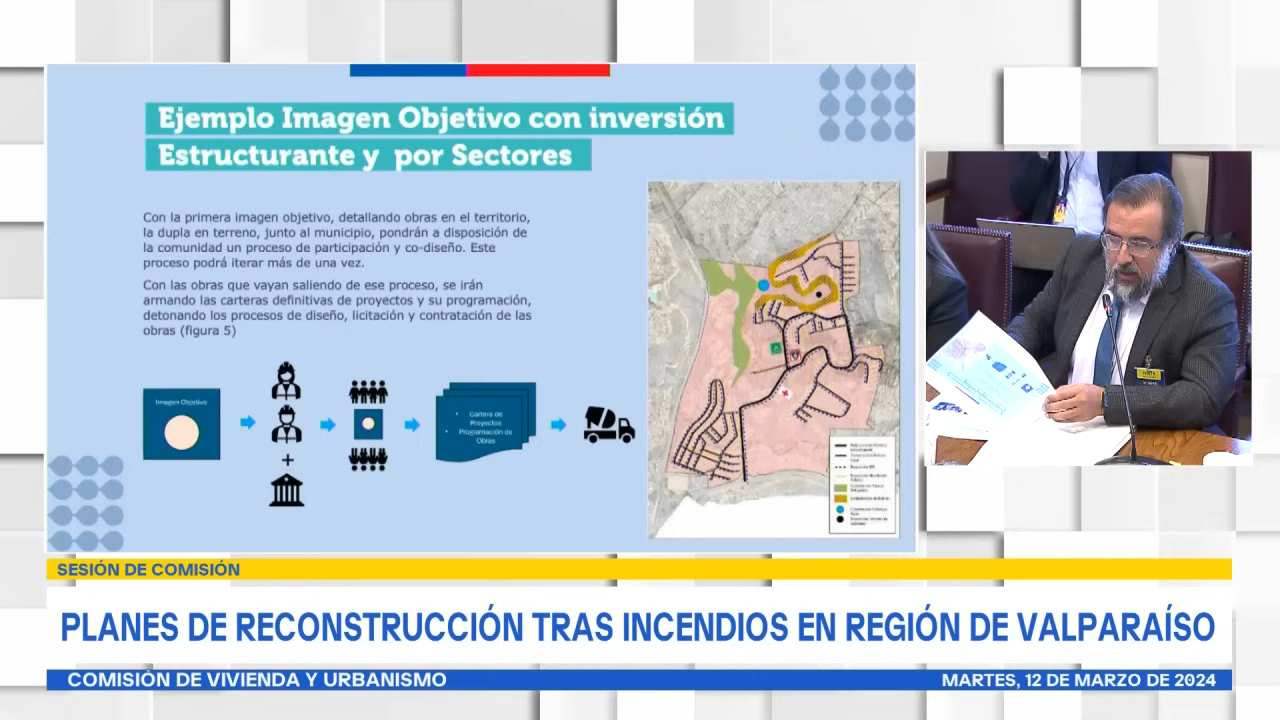 Ejemplo Imagen Objetivo con inversión
Estructurante y por Sectores
Con la primera imagen objetivo, detallando obras en el territorio,
la dupla en terreno, junto al municipio, pondrán a disposición de
la comunidad un proceso de participación y co-diseño. Este
proceso podrá iterar más de una vez.
Con las obras que vayan saliendo de ese proceso, se irán
armando las carteras definitivas de proyectos y su programación,
detonando los procesos de diseño, licitación y contratación de las
obras (figura 5)
Imagen Objetivo
+
• Cartera de
Proyectos
• Programación de
Obras
SESIÓN DE COMISIÓN
PLANES DE RECONSTRUCCIÓN TRAS INCENDIOS EN REGIÓN DE VALPARAÍSO
COMISIÓN DE VIVIENDA Y URBANISMO
MARTES, 12 DE MARZO DE 2024